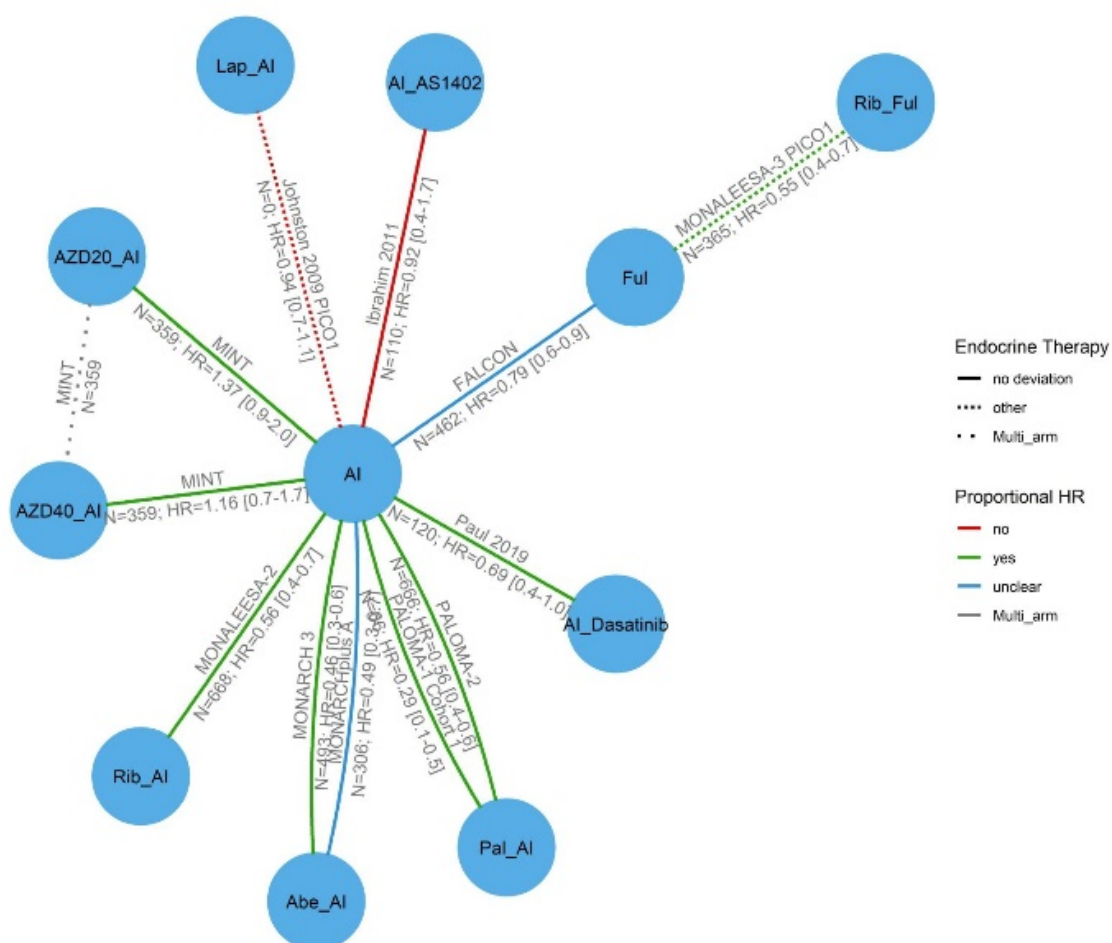 Lap_AI
AI_AS1402
Rib_Ful
MONALEESA-3 PICO1
N=365; HR=0.55 [0.4-0.7]
Johnston 2009 PICO1
N=0; HR=0.94 [0.7-1.1]
Ibrahim 2011
N=110; HR=0.92 [0.4-1.7]
AZD20_AI
Ful
MINT
N=359; HR=1.37 [0.9-2.0]
FALCON
N=462; HR=0.79 [0.6-0.9]
MINT
N=359
Endocrine Therapy
no deviation
other
Multi_arm
AI
AZD40_AI
MINT
N=359; HR=1.16 [0.7-1.7]
Proportional HR
no
yes
unclear
Multi_arm
Paul 2019
N=120; HR=0.69 [0.4-1.0]
AI_Dasatinib
MONALEESA-2
N=668; HR=0.56 [0.4-0.7]
MONARCH 3
N=493; HR=0.46 [0.3-0.6]
MONARCHplus A
N=306; HR=0.49 [0.3-
PALOMA-1 Cohort 1
HR=0.29 [0.1-0.5]
PALOMA-2
N=666; HR=0.56 [0.4-0.6]
Rib_AI
Pal_AI
Abe_AI